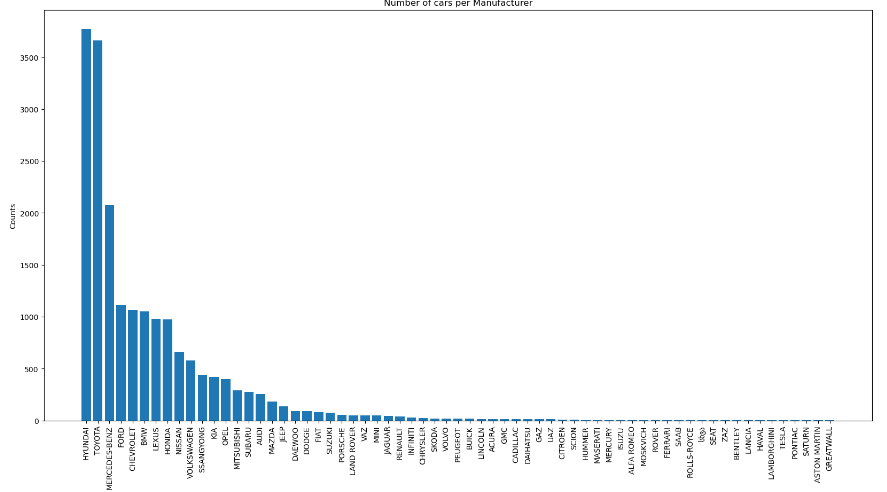 Number of cars per Manufacturer
Counts
3500
3000
2500
2000
1500
1000
500
0
HYUNDAI
TOYOTA
MERCEDES-BENZ
FORD
CHEVROLET
BMW
LEXUS
HONDA
NISSAN
VOLKSWAGEN
SSANGYONG
KIA
OPEL
MITSUBISHI
SUBARU
AUDI
MAZDA
JEEP
DAEWOO
DODGE
FIAT
SUZUKI
PORSCHE
LAND ROVER
VAZ
MINI
JAGUAR
RENAULT
INFINITI
CHRYSLER
SKODA
VOLVO
PEUGEOT
BUICK
LINCOLN
ACURA
GMC
CADILLAC
DAIHATSU
GAZ
UAZ
CITROEN
SCION
HUMMER
MASERATI
MERCURY
ISUZU
ALFA ROMEO
MOSKVICH
ROVER
FERRARI
SAAB
ROLLS-ROYCE
სხვა
SEAT
ZAZ
BENTLEY
LANCIA
HAVAL
LAMBORGHINI
TESLA
PONTIAC
SATURN
ASTON MARTIN
GREATWALL